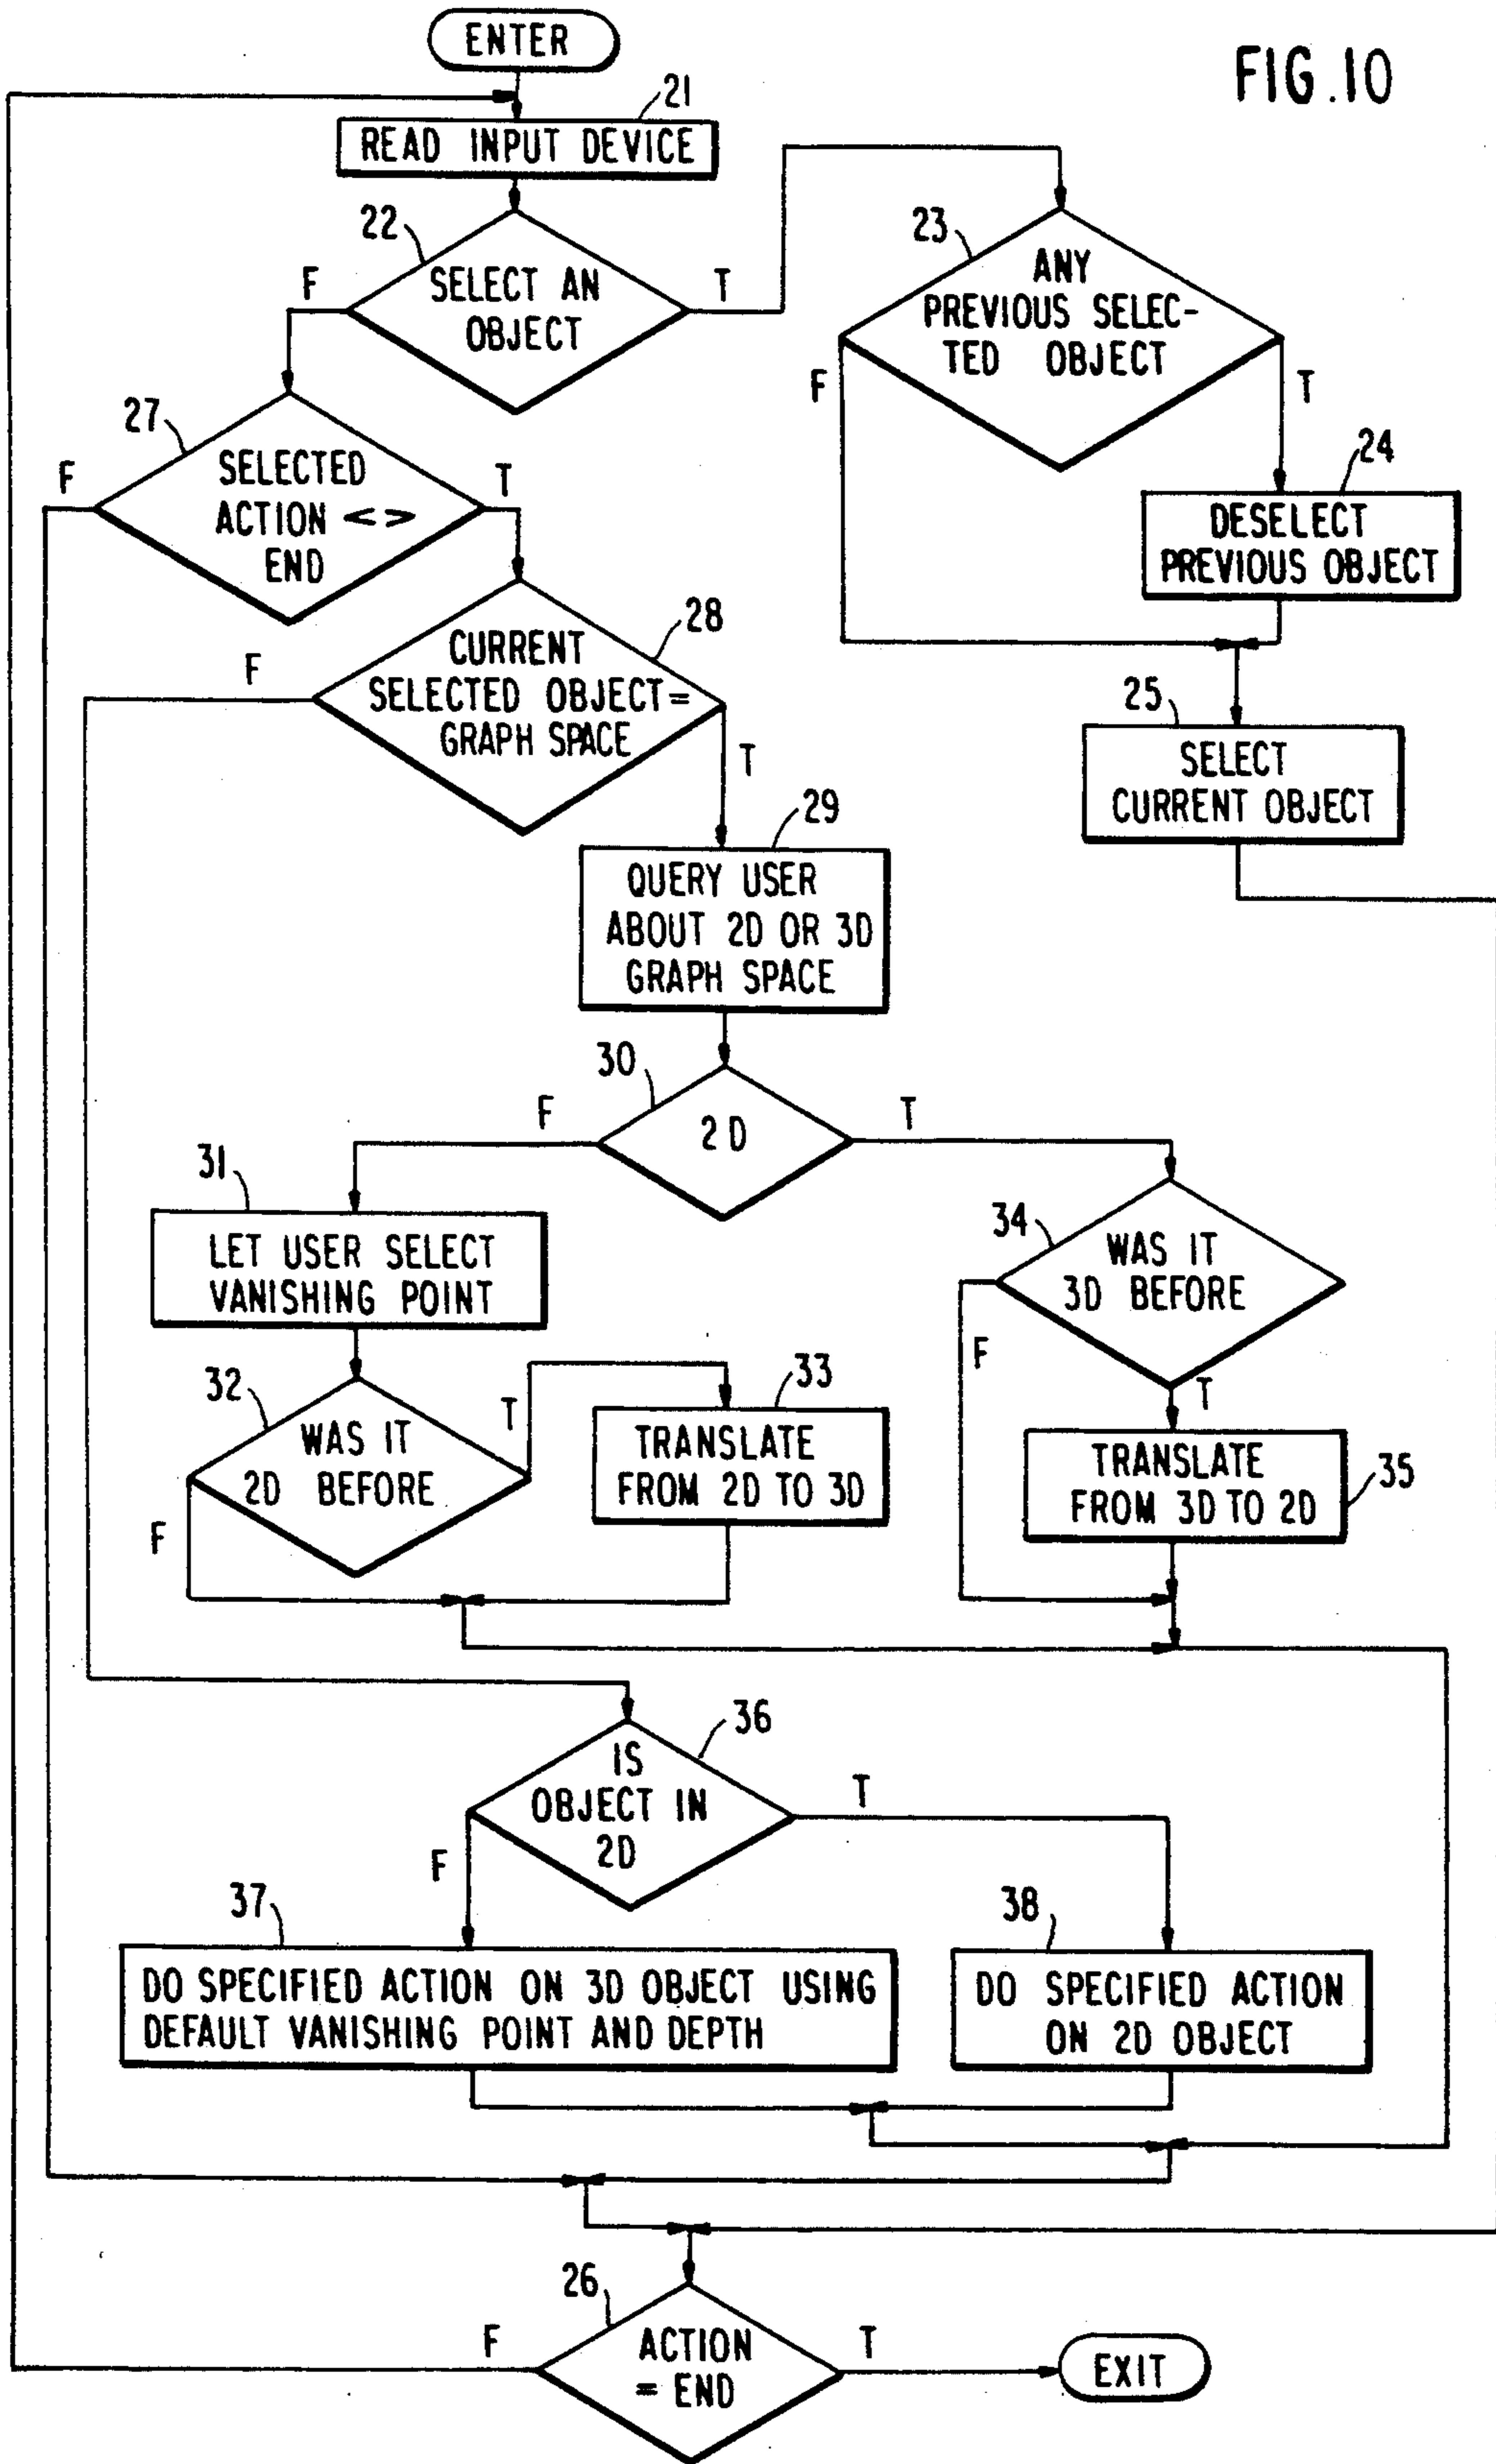 ENTER
FIG.10
21
READ INPUT DEVICE
22
SELECT AN
OBJECT
F
T
23
ANY
PREVIOUS SELEC-
TED OBJECT
F
T
24
DESELECT
PREVIOUS OBJECT
25
SELECT
CURRENT OBJECT
27
SELECTED
ACTION <>
END
F
T
28
CURRENT
SELECTED OBJECT=
GRAPH SPACE
F
T
29
QUERY USER
ABOUT 2D OR 3D
GRAPH SPACE
30
2D
F
T
31
LET USER SELECT
VANISHING POINT
32
WAS IT
2D BEFORE
F
T
33
TRANSLATE
FROM 2D TO 3D
34
WAS IT
3D BEFORE
F
T
TRANSLATE
FROM 3D TO 2D
35
36
IS
OBJECT IN
2D
F
T
37
DO SPECIFIED ACTION ON 3D OBJECT USING
DEFAULT VANISHING POINT AND DEPTH
38
DO SPECIFIED ACTION
ON 2D OBJECT
26
ACTION
= END
F
T
EXIT